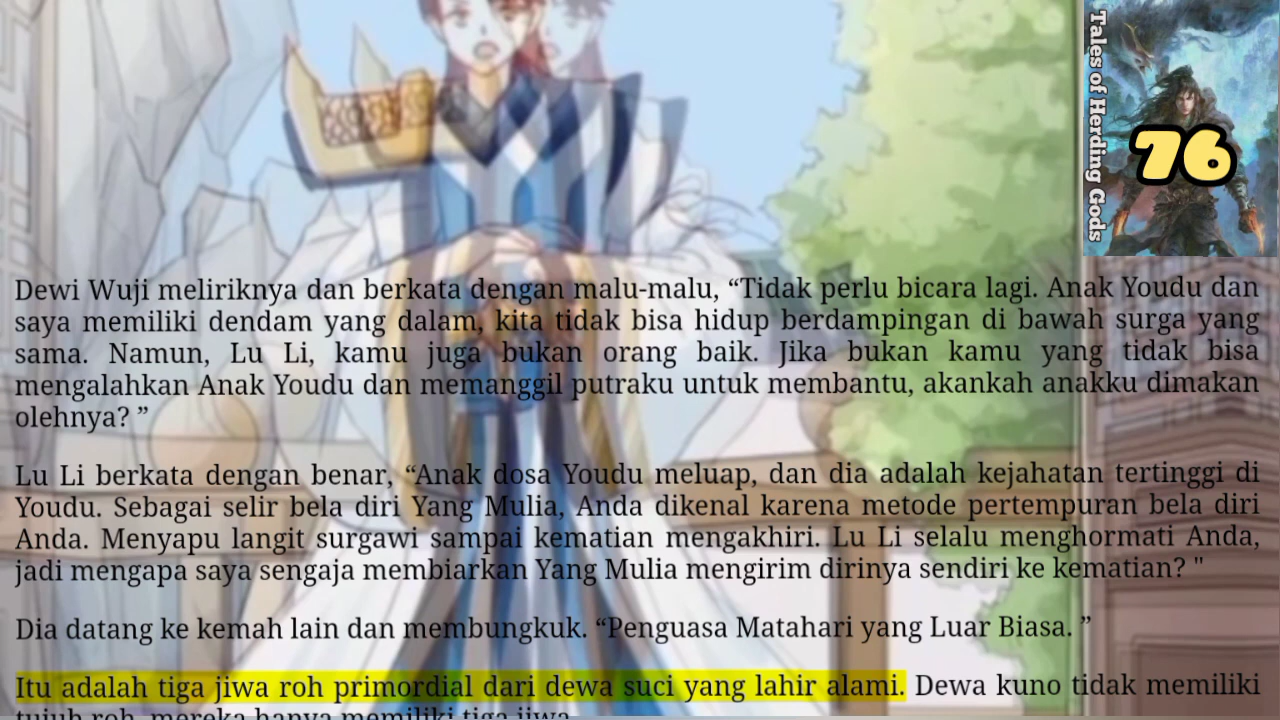 Tales of Herding Gods
76
Dewi Wuji meliriknya dan berkata dengan malu-malu, “Tidak perlu bicara lagi. Anak Youdu dan
saya memiliki dendam yang dalam, kita tidak bisa hidup berdampingan di bawah surga yang
sama. Namun, Lu Li, kamu juga bukan orang baik. Jika bukan kamu yang tidak bisa
mengalahkan Anak Youdu dan memanggil putraku untuk membantu, akankah anakku dimakan
olehnya? ”
Lu Li berkata dengan benar, “Anak dosa Youdu meluap, dan dia adalah kejahatan tertinggi di
Youdu. Sebagai selir bela diri Yang Mulia, Anda dikenal karena metode pertempuran bela diri
Anda. Menyapu langit surgawi sampai kematian mengakhiri. Lu Li selalu menghormati Anda,
jadi mengapa saya sengaja membiarkan Yang Mulia mengirim dirinya sendiri ke kematian? "
Dia datang ke kemah lain dan membungkuk. “Penguasa Matahari yang Luar Biasa. ”
Itu adalah tiga jiwa roh primordial dari dewa suci yang lahir alami. Dewa kuno tidak memiliki
tujuh roh, mereka hanya memiliki tiga jiwa